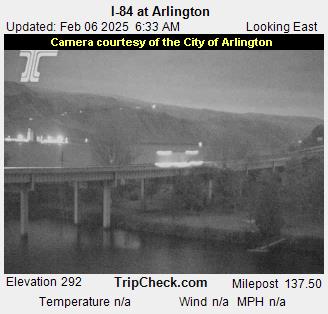 I-84 at Arlington
Updated: Feb 06 2025 6:33 AM Looking East
Camera courtesy of the City of Arlington
Elevation 292 TripCheck.com Milepost 137.50
Temperature n/a Wind n/a MPH n/a